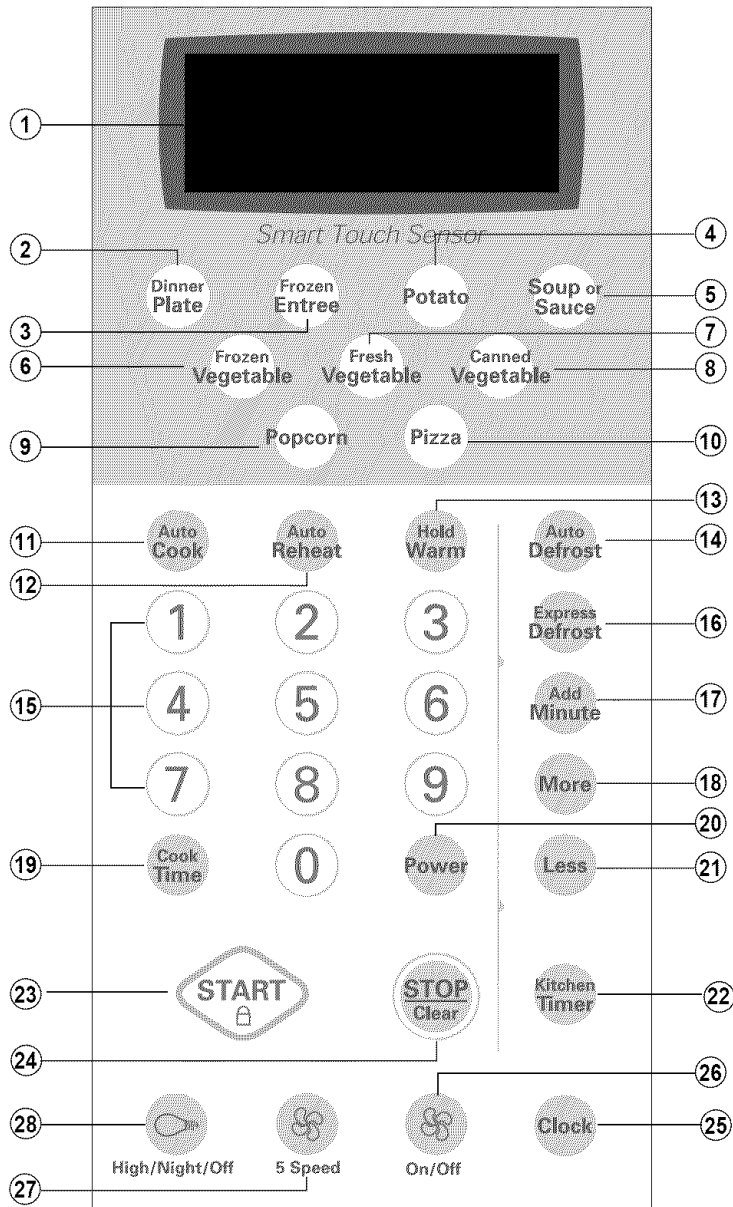 1
Smart Touch Sensor
2
4
Dinner Plate
Frozen Entree
Potato
Soup or Sauce
5
3
7
6
Frozen Vegetable
Fresh Vegetable
Canned Vegetable
8
9
Popcorn
Pizza
10
13
11
Auto Cook
Auto Reheat
Hold Warm
Auto Defrost
14
12
1
2
3
Express Defrost
16
15
4
5
6
Add Minute
17
7
8
9
More
18
20
19
Cook Time
0
Power
Less
21
23
START
STOP
Clear
Kitchen Timer
22
24
26
28
Clock
25
High/Night/Off
5 Speed
On/Off
27